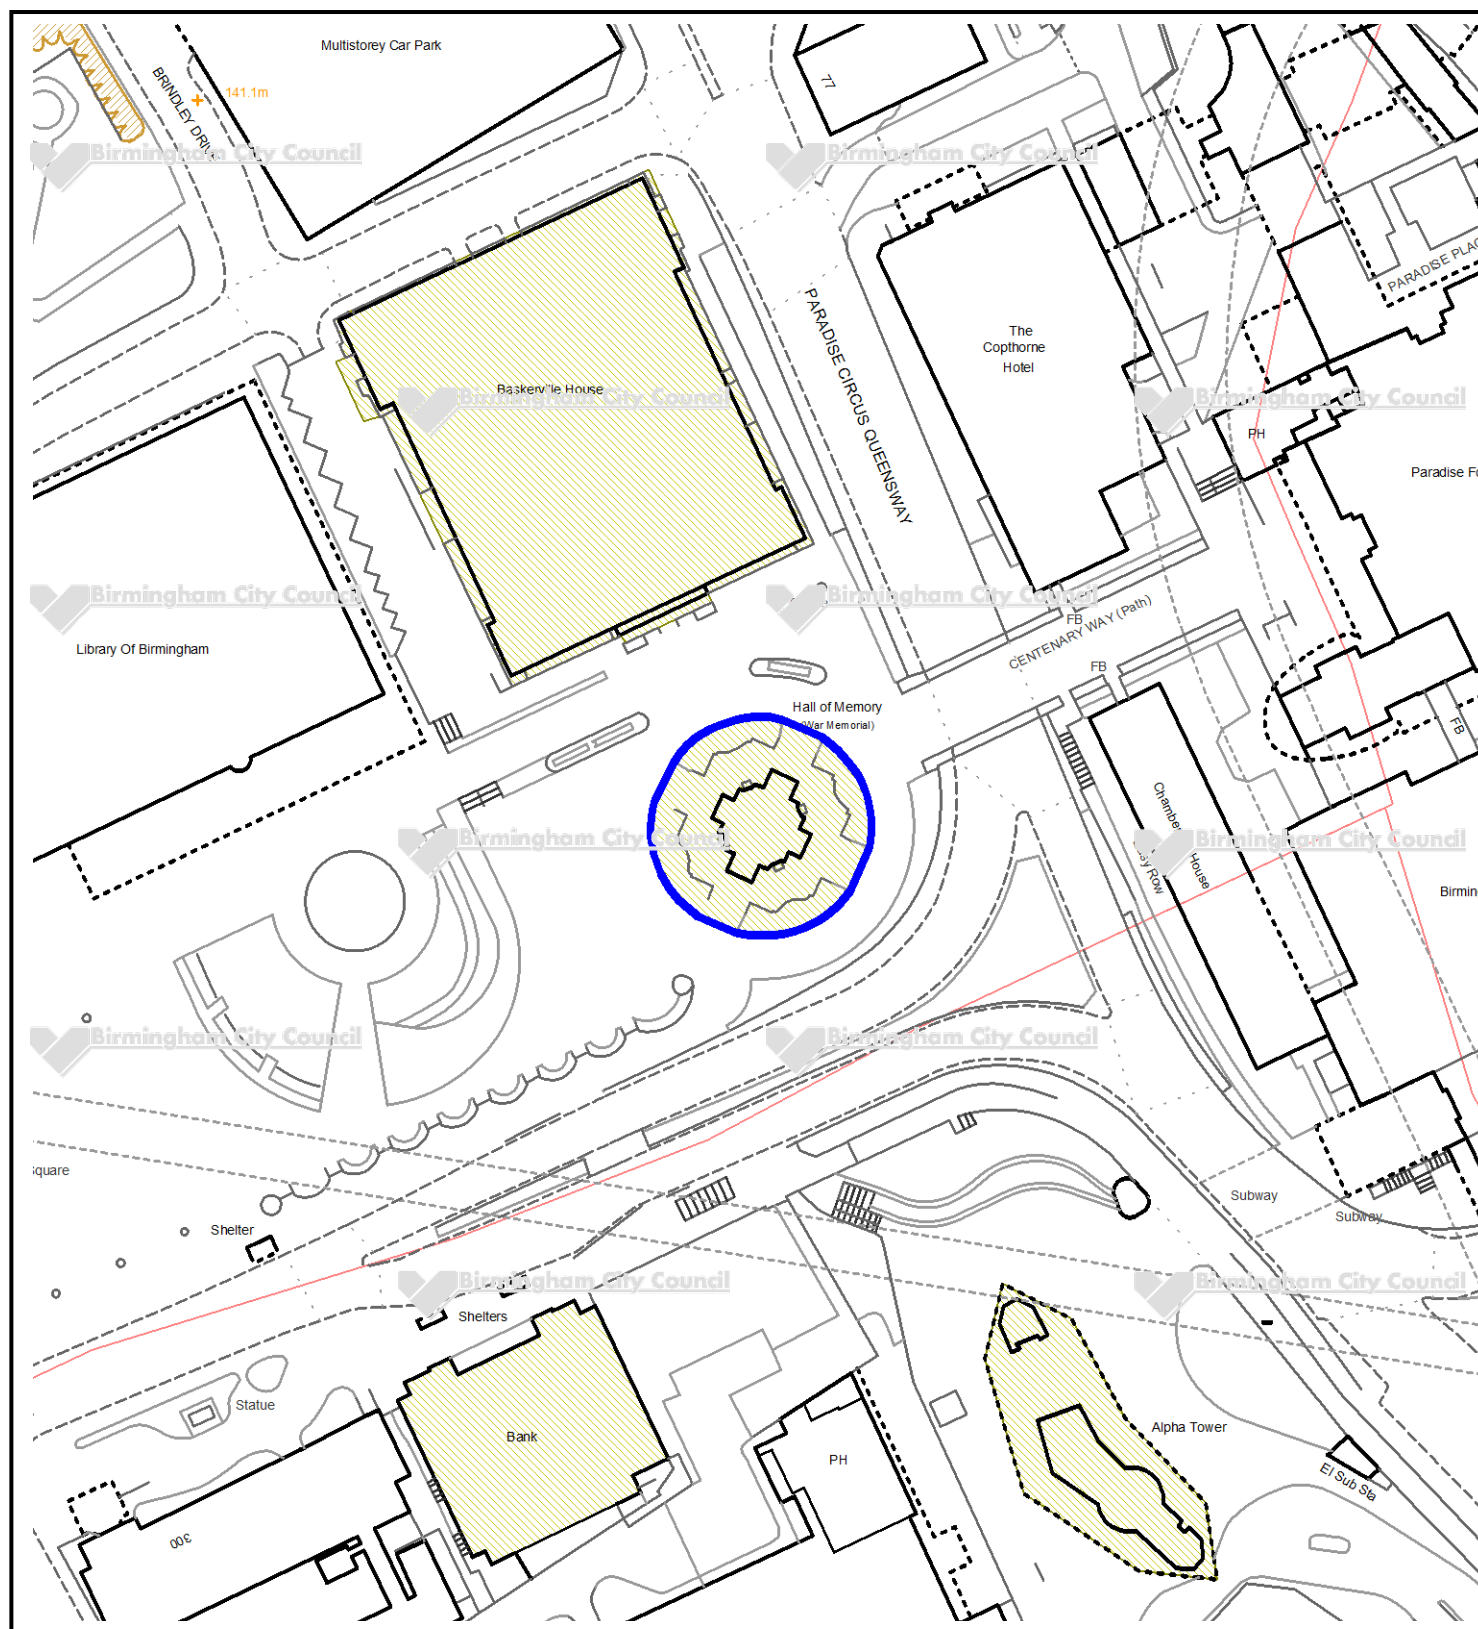 Multistorey Car Park
77
BRINDLEY DRIVE
141.1m
Birmingham City Council
Birmingham City Council
PARADISE PLAC
PARADISE CIRCUS QUEENSWAY
The
Copthorne
Hotel
Baskerville House
Birmingham City Council
Birmingham City Council
PH
Paradise Fo
Birmingham City Council
Birmingham City Council
Library Of Birmingham
FB
CENTENARY WAY (Path)
FB
Hall of Memory
(War Memorial)
FB
Birmingham City Council
Birmingham City Council
House
Birmin
Birmingham City Council
Birmingham City Council
Square
Shelter
Subway
Subway
Birmingham City Council
Birmingham City Council
Shelters
Statue
Bank
PH
Alpha Tower
El Sub Sta
300